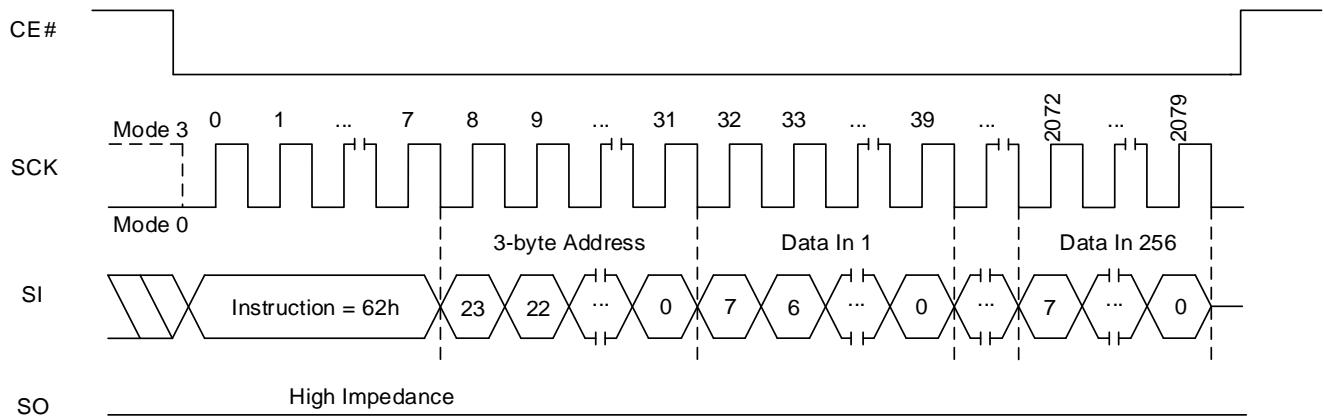 CE#
0 1 ... 7 8 9 ... 31 32 33 ... 39 ... 2072 ... 2079
Mode 3
SCK
Mode 0
3-byte Address Data In 1 Data In 256
SI Instruction = 62h 23 22 ... 0 7 6 ... 0 ... 7 ... 0
High Impedance
SO